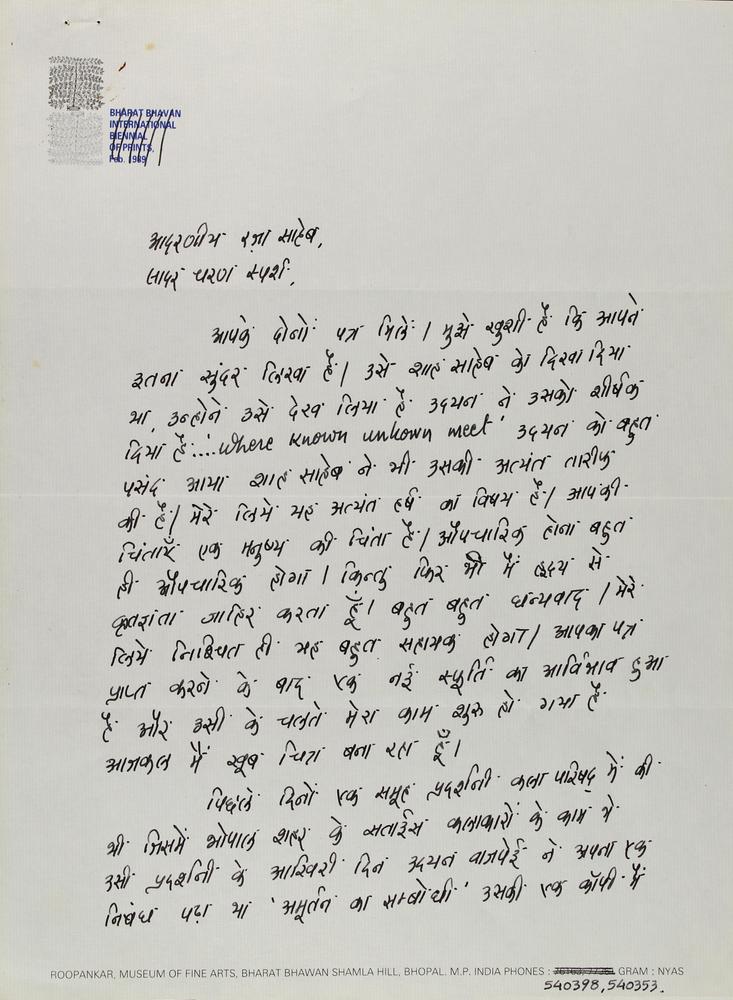 BHARAT BHAVAN
INTERNATIONAL
BIENNIAL
OF PRINTS,
Feb. 1989
आदरणीय रज़ा साहेब,
सादर चरण स्पर्श.
आपके दोनों पत्र मिले। मुझे खुशी है कि आपने
इतना सुंदर लिखा है। उसे शाह साहेब को दिखा दिया
था, उन्होंने उसे देख लिया है उदयन ने उसको शीर्षक
दिया है... 'where known unkown meet' उदयन को बहुत
पसंद आया शाह साहेब ने भी उसकी अत्यंत तारीफ
की है। मेरे लिये यह अत्यंत हर्ष का विषय है। आपकी
चिंताएँ एक मनुष्य की चिंता है। औपचारिक होना बहुत
ही औपचारिक होगा। किन्तु फिर भी मैं हृदय से
कृतज्ञता जाहिर करता हूँ। बहुत बहुत धन्यवाद। मेरे
लिये निश्चित ही यह बहुत सहायक होगा। आपका पत्र
प्राप्त करने के बाद एक नई स्फूर्ति का आविर्भाव हुआ
है और उसी के चलते मेरा काम शुरू हो गया है
आजकल मैं खूब चित्र बना रहा हूँ।
पिछले दिनों एक समूह प्रदर्शनी कला परिषद् में की
थी जिसमें भोपाल शहर के सताईस कलाकारों के काम थे
उसी प्रदर्शनी के आखिरी दिन उदयन वाजपेई ने अपना एक
निबंध पढ़ा था 'अमूर्तन का सम्बोधी' उसकी एक कॉपी मैं
ROOPANKAR, MUSEUM OF FINE ARTS, BHARAT BHAWAN SHAMLA HILL, BHOPAL. M.P. INDIA PHONES : GRAM : NYAS
540398, 540353.